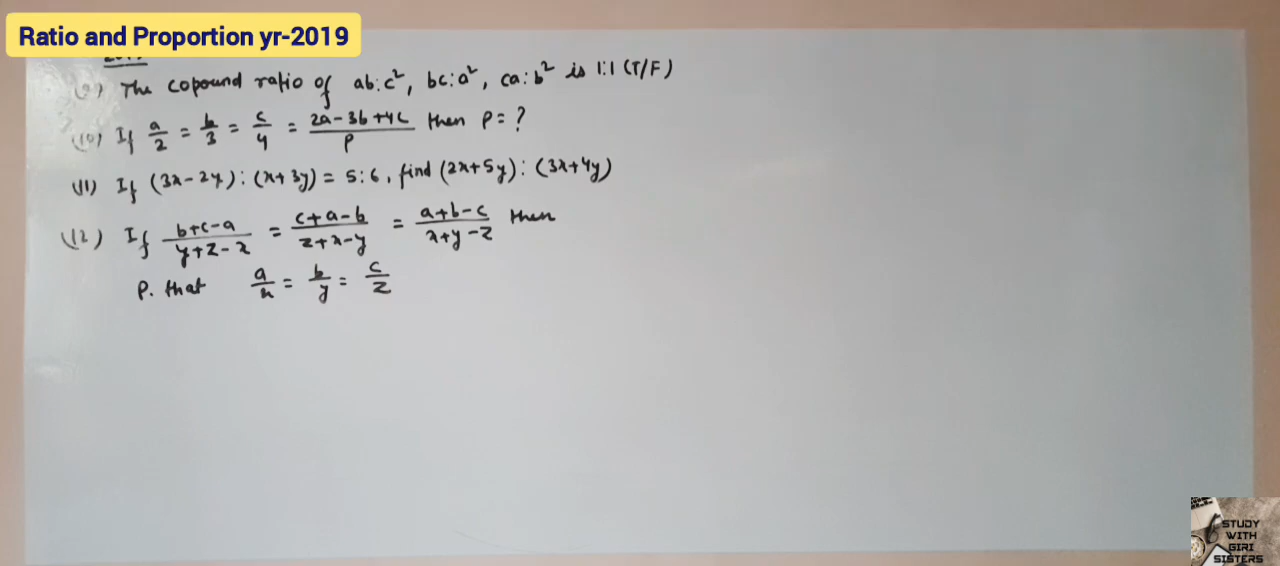 Ratio and Proportion yr-2019
2019
(9) The copound ratio of ab:c², bc:a², ca:b² is 1:1 (T/F)
(10) If a/2 = b/3 = c/4 = 2a-3b+4c/P then P=?
(11) If (3x-2y):(x+3y) = 5:6, find (2x+5y):(3x+4y)
(12) If b+c-a/y+z-x = c+a-b/z+x-y = a+b-c/x+y-z then
P. that a/x = b/y = c/z
STUDY
WITH
GIRI
SISTERS